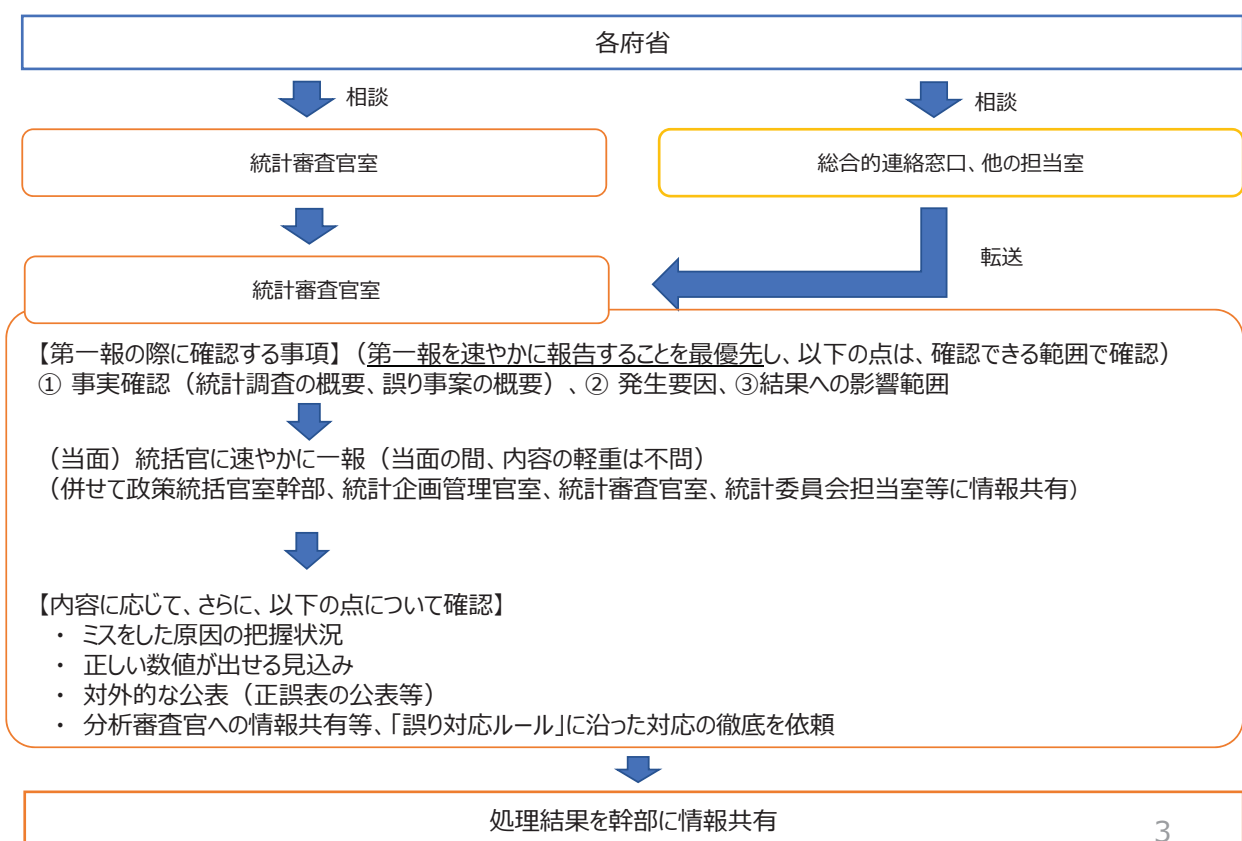 各府省
相談
相談
統計審査官室
総合的連絡窓口、他の担当室
転送
統計審査官室
【第一報の際に確認する事項】（第一報を速やかに報告することを最優先し、以下の点は、確認できる範囲で確認）
① 事実確認（統計調査の概要、誤り事案の概要）、② 発生要因、③結果への影響範囲
（当面）統括官に速やかに一報（当面の間、内容の軽重は不問）
（併せて政策統括官室幹部、統計企画管理官室、統計審査官室、統計委員会担当室等に情報共有）
【内容に応じて、さらに、以下の点について確認】
・ ミスをした原因の把握状況
・ 正しい数値が出せる見込み
・ 対外的な公表（正誤表の公表等）
・ 分析審査官への情報共有等、「誤り対応ルール」に沿った対応の徹底を依頼
処理結果を幹部に情報共有
3